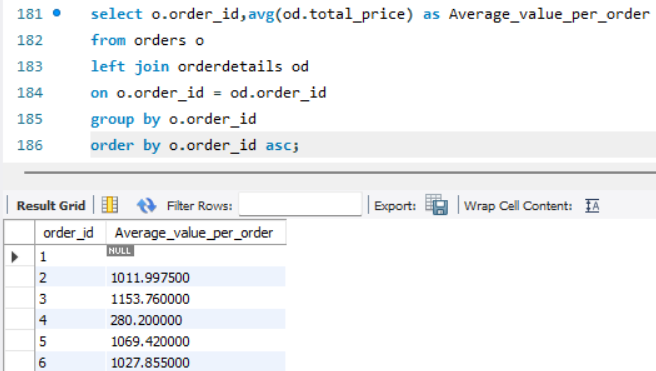 181 select o.order_id,avg(od.total_price) as Average_value_per_order
182 from orders o
183 left join orderdetails od
184 on o.order_id = od.order_id
185 group by o.order_id
186 order by o.order_id asc;
Result Grid Filter Rows: Export: Wrap Cell Content: IA
order_id Average_value_per_order
1 NULL
2 1011.997500
3 1153.760000
4 280.200000
5 1069.420000
6 1027.855000